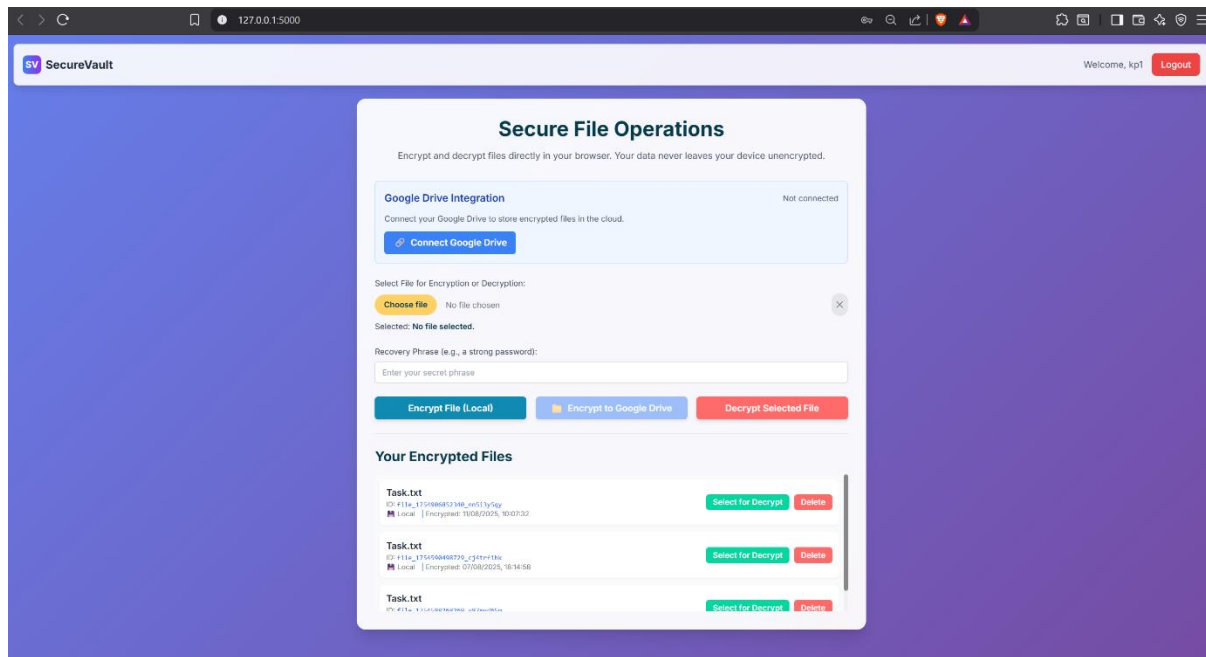 127.0.0.1:5000
SV SecureVault
Welcome, kp1 Logout
Secure File Operations
Encrypt and decrypt files directly in your browser. Your data never leaves your device unencrypted.
Google Drive Integration Not connected
Connect your Google Drive to store encrypted files in the cloud.
Connect Google Drive
Select File for Encryption or Decryption:
Choose file No file chosen
Selected: No file selected.
Recovery Phrase (e.g., a strong password):
Enter your secret phrase
Encrypt File (Local) Encrypt to Google Drive Decrypt Selected File
Your Encrypted Files
Task.txt
ID:
Local | Encrypted: 11/08/2025, 10:07:32
Select for Decrypt Delete
Task.txt
ID:
Local | Encrypted: 07/08/2025, 18:14:58
Select for Decrypt Delete
Task.txt
Select for Decrypt Delete